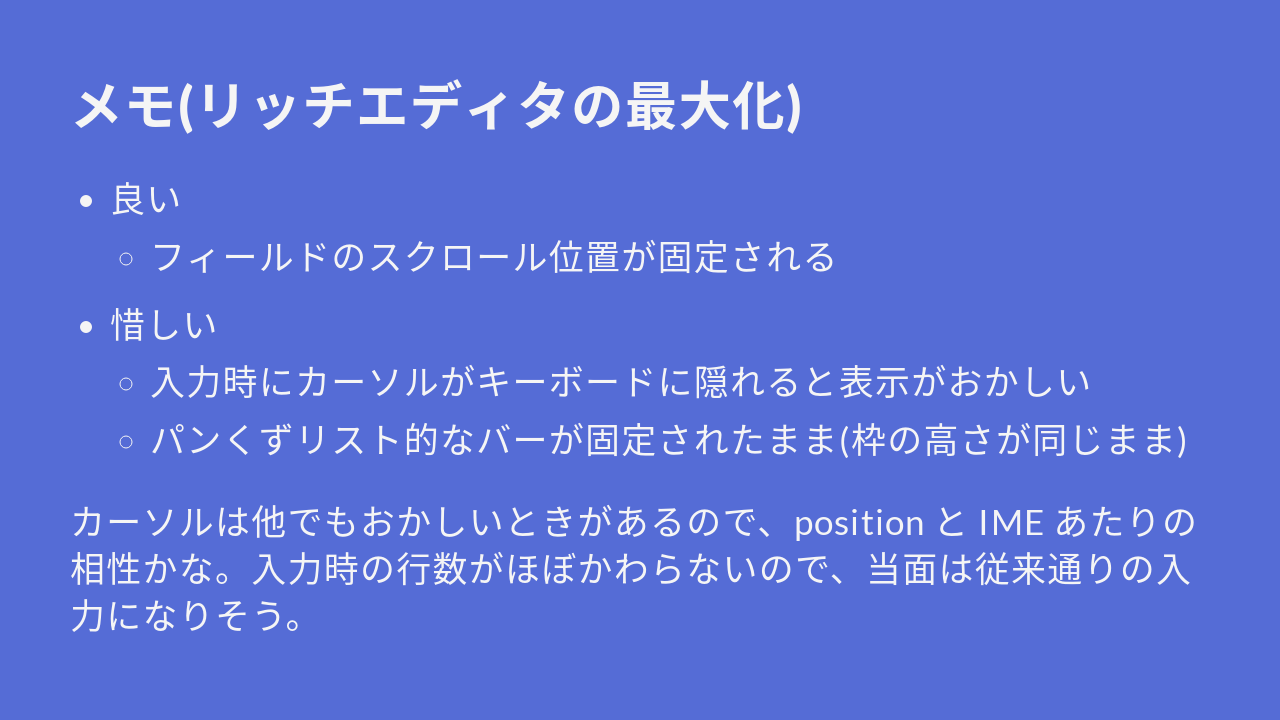 メモ(リッチエディタの最大化)
良い
フィールドのスクロール位置が固定される
惜しい
入力時にカーソルがキーボードに隠れると表示がおかしい
パンくずリスト的なバーが固定されたまま(枠の高さが同じまま)
カーソルは他でもおかしいときがあるので、position と IME あたりの
相性かな。入力時の行数がほぼかわらないので、当面は従来通りの入
力になりそう。